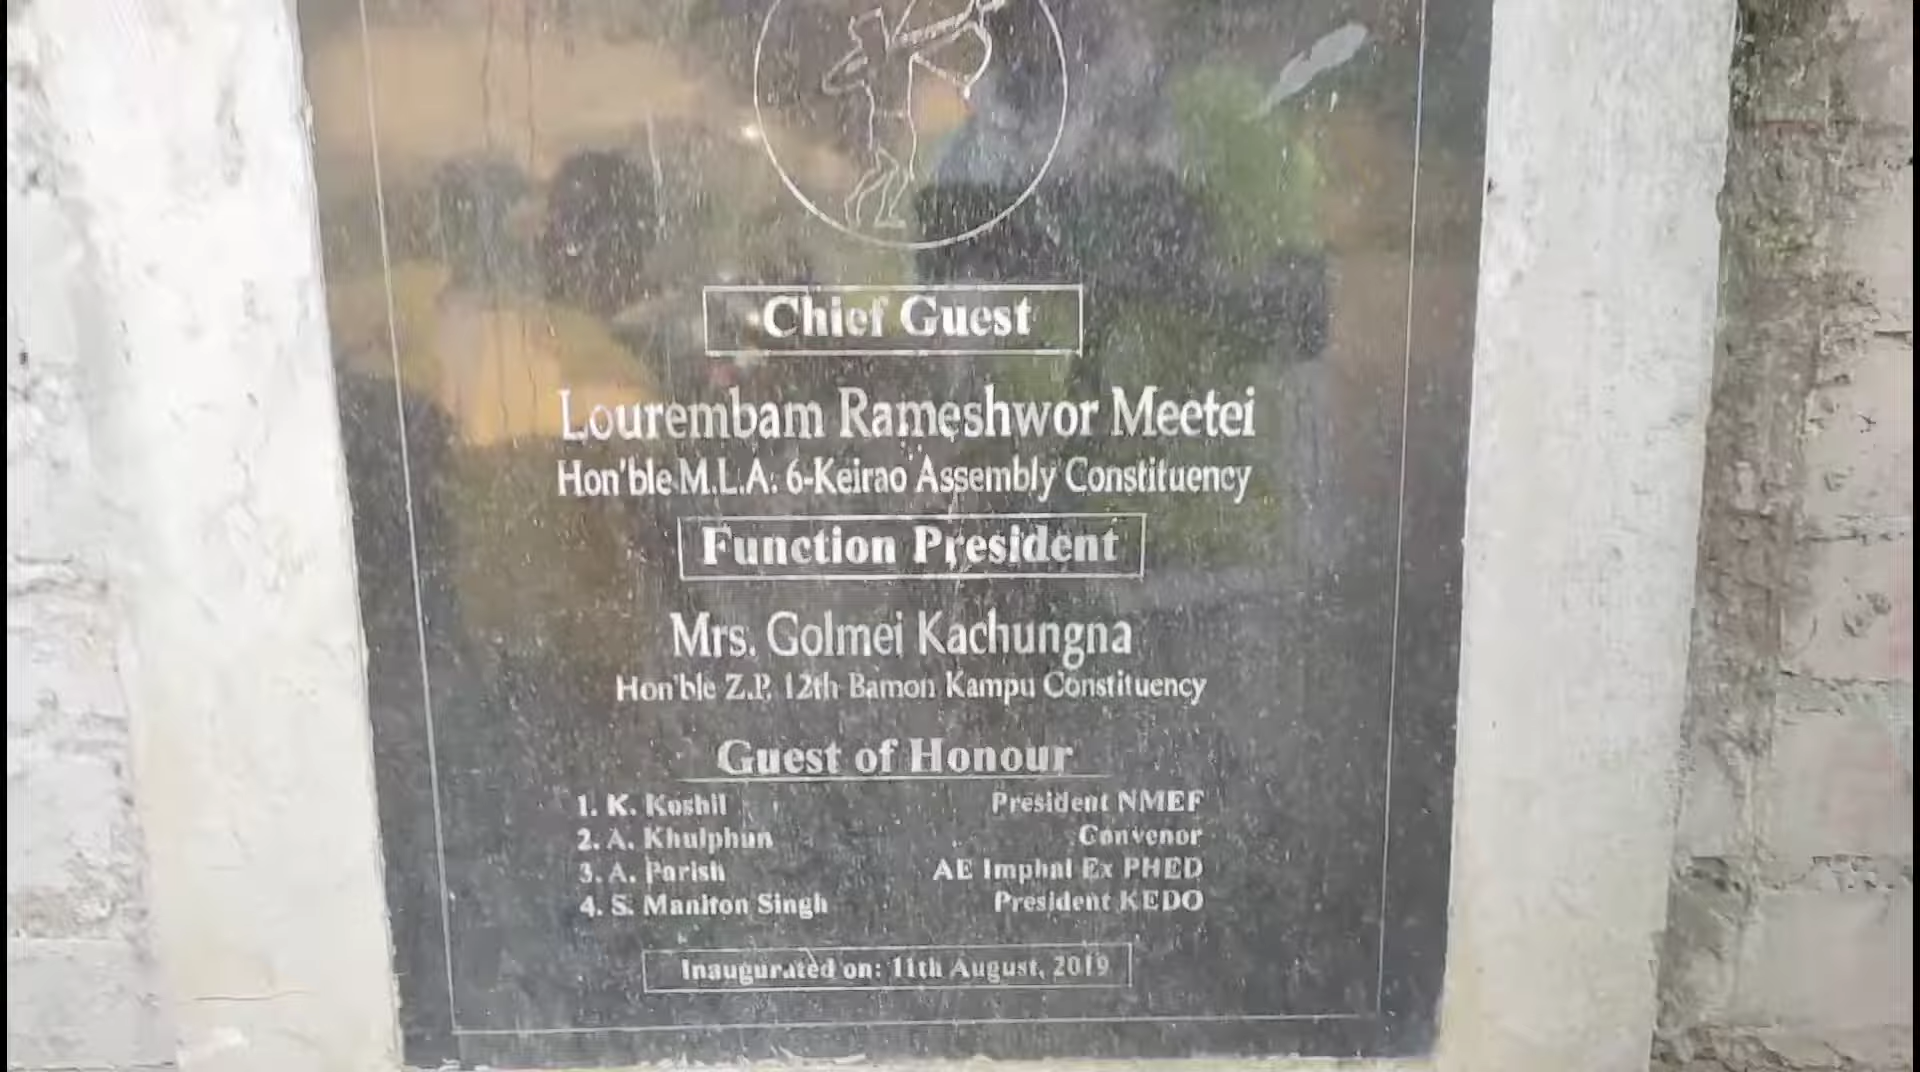 Chief Guest
Lourembam Rameshwor Meetei
Hon'ble M.L.A. 6-Keirao Assembly Constituency
Function President
Mrs. Golmei Kachungna
Hon'ble Z.P. 12th Bamon Kampu Constituency
Guest of Honour
1. K. Koshil President NMEF
2. A. Khulphun Convenor
3. A. Parish AE Imphal Ex PHED
4. S. Maniton Singh President KEDO
Inaugurated on: 11th August, 2019